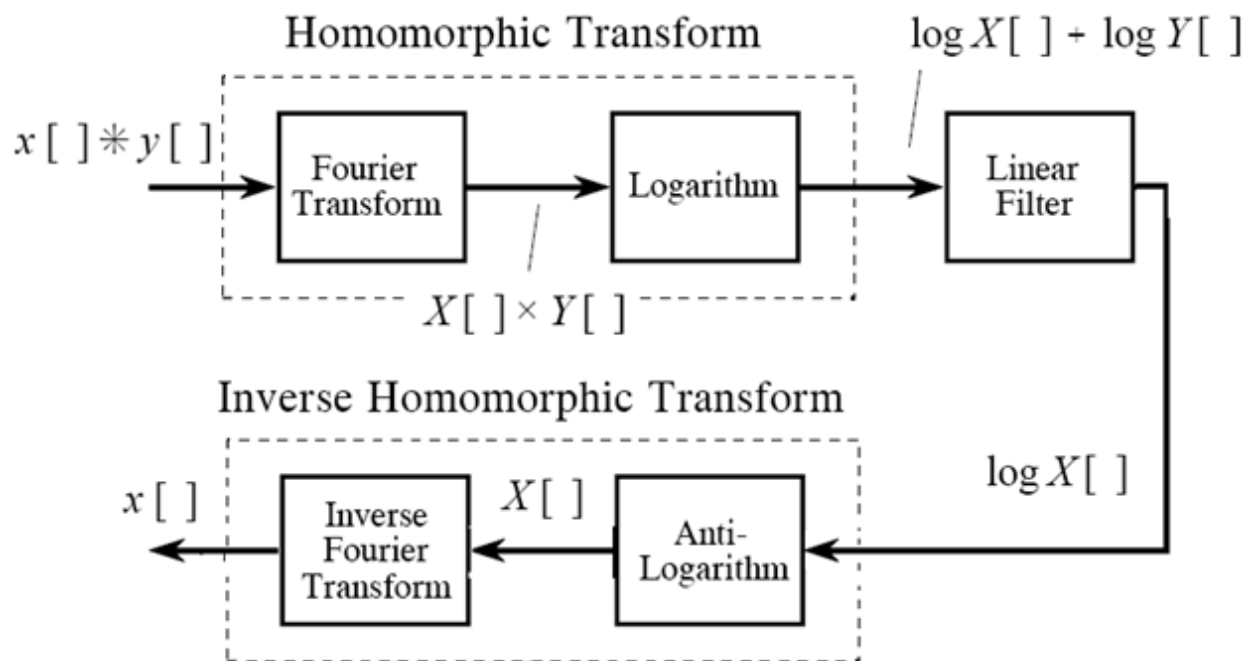 Homomorphic Transform
log X[ ] + log Y[ ]
x[ ]∗y[ ]
Fourier
Transform
Logarithm
Linear
Filter
X[ ]× Y[ ]
Inverse Homomorphic Transform
log X[ ]
x[ ]
Inverse
Fourier
Transform
X[ ]
Anti-
Logarithm